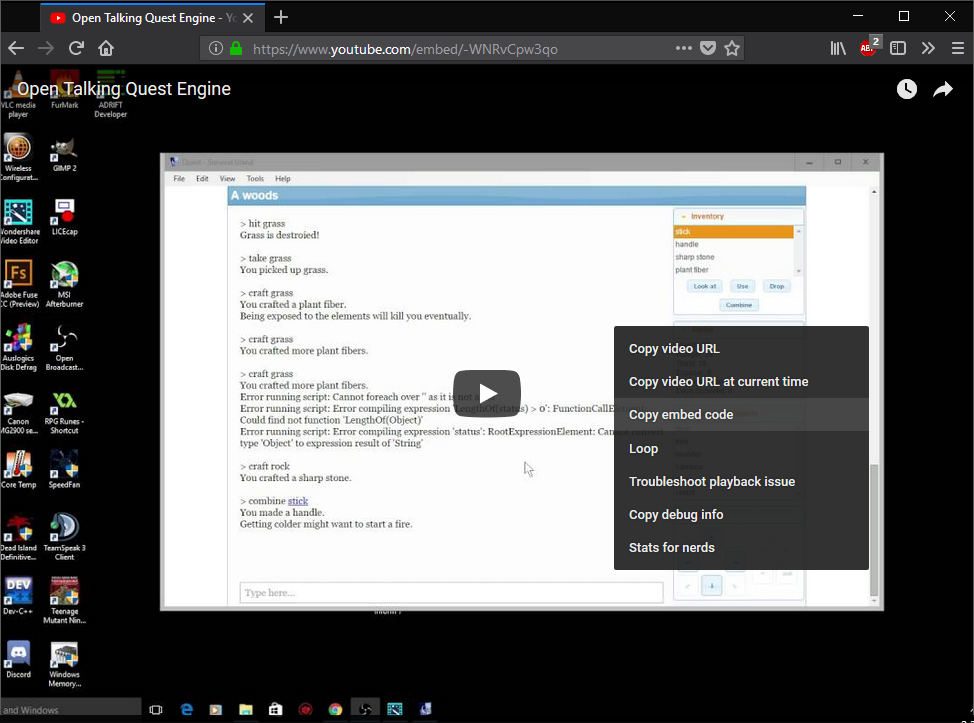 Open Talking Quest Engine - Yo
https://www.youtube.com/embed/-WNRvCpw3qo
ABP
2
Open Talking Quest Engine
VLC media player
FurMark
ADRIFT Developer
Wireless Configurat...
GIMP 2
Wondershare Video Editor
LICEcap
Fs
Adobe Fuse CC (Preview)
MSI Afterburner
Auslogics Disk Defrag
Open Broadcast...
Canon MG2900 se...
RPG Runes - Shortcut
Core Temp
SpeedFan
Dead Island Definitive...
TeamSpeak 3 Client
DEV
Dev-C++
Teenage Mutant Nin...
Discord
Windows Memory...
and Windows
Quest - General Island
File Edit View Tools Help
A woods
> hit grass
Grass is destroied!
> take grass
You picked up grass.
> craft grass
You crafted a plant fiber.
Being exposed to the elements will kill you eventually.
> craft grass
You crafted more plant fibers.
> craft grass
You crafted more plant fibers.
Error running script: Cannot foreach over '' as it is not a
Error running script: Error compiling expression 'LengthOf(status) > 0': FunctionCallEle
Could find not function 'LengthOf(Object)'
Error running script: Error compiling expression 'status': RootExpressionElement: Cannot convert
type 'Object' to expression result of 'String'
> craft rock
You crafted a sharp stone.
> combine stick
You made a handle.
Getting colder might want to start a fire.
Type here...
Inventory
stick
handle
sharp stone
plant fiber
Look at Use Drop
Combine
Copy video URL
Copy video URL at current time
Copy embed code
Loop
Troubleshoot playback issue
Copy debug info
Stats for nerds